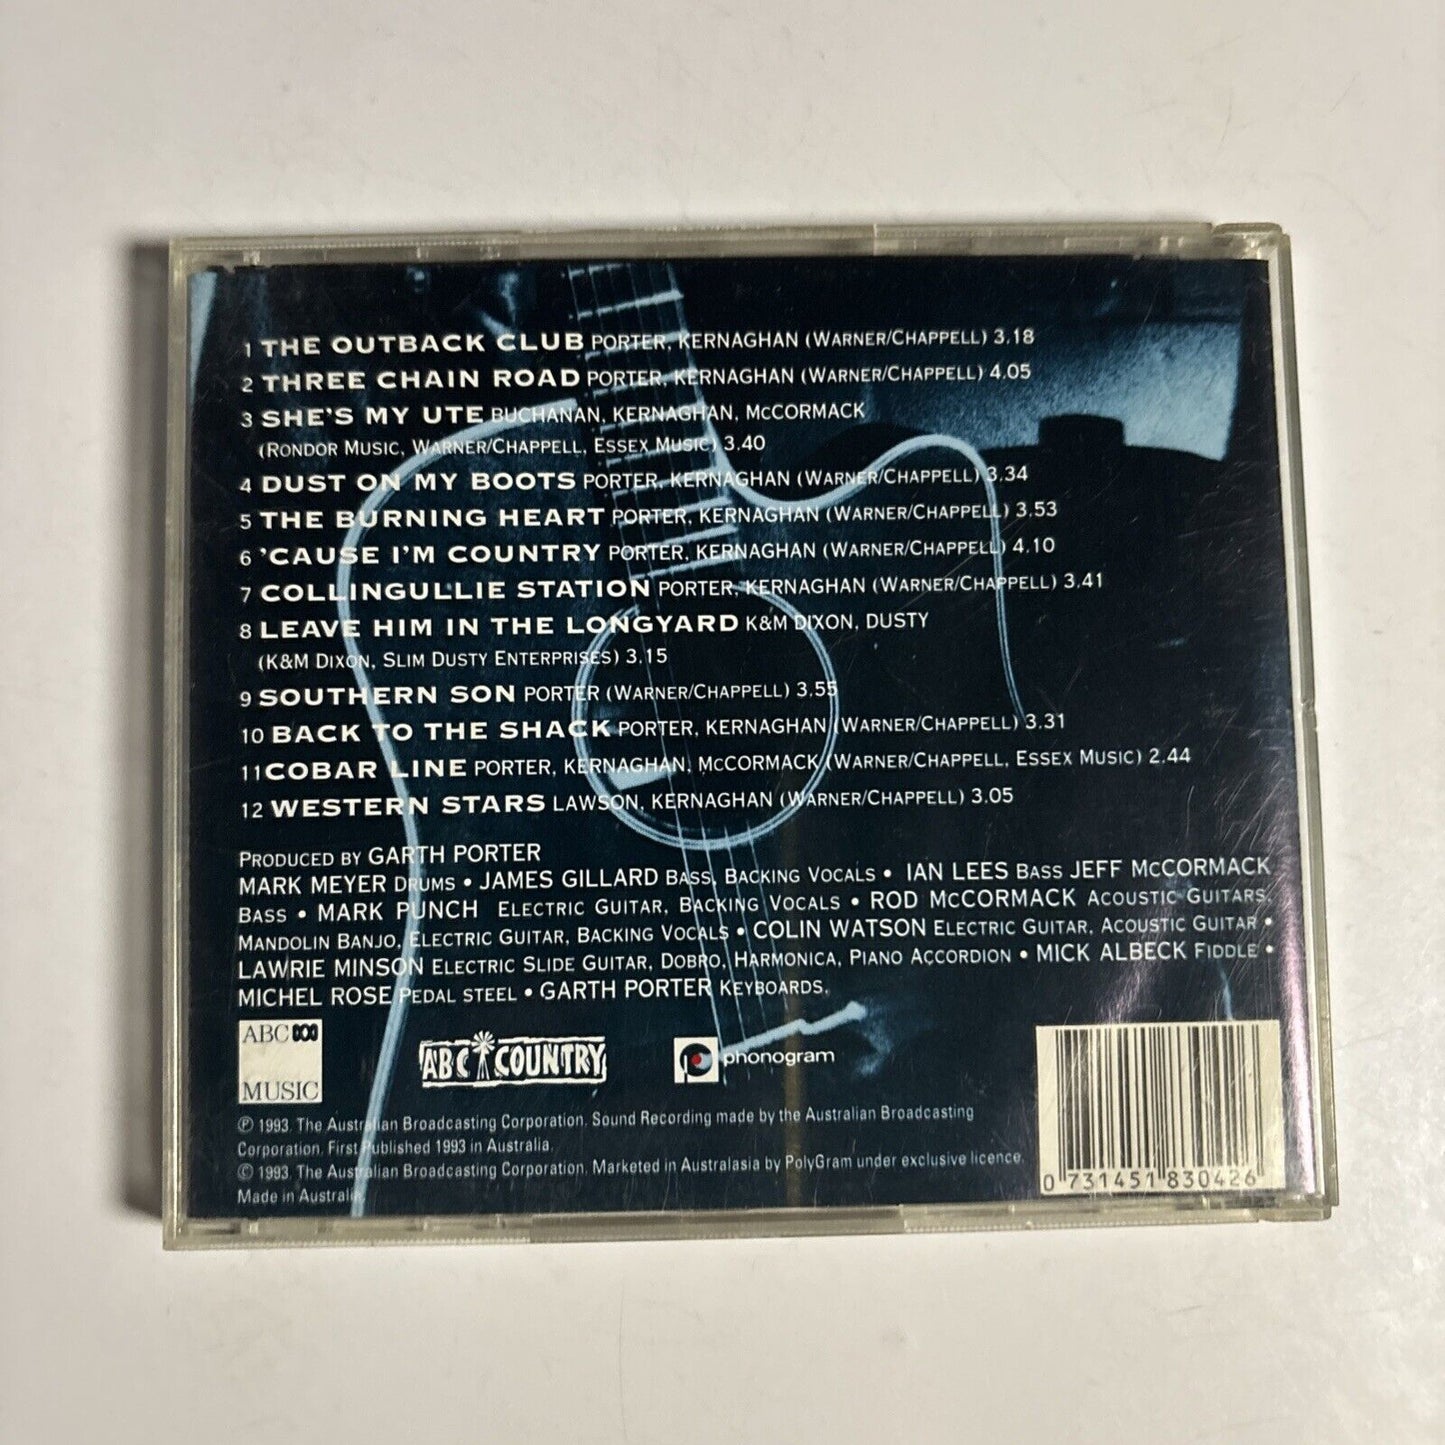 1 THE OUTBACK CLUB PORTER, KERNAGHAN (WARNER/CHAPPELL) 3.18
2 THREE CHAIN ROAD PORTER, KERNAGHAN (WARNER/CHAPPELL) 4.05
3 SHE'S MY UTE BUCHANAN, KERNAGHAN, McCORMACK
(RONDOR MUSIC, WARNER/CHAPPELL, ESSEX MUSIC) 3.40
4 DUST ON MY BOOTS PORTER, KERNAGHAN (WARNER/CHAPPELL) 3.34
5 THE BURNING HEART PORTER, KERNAGHAN (WARNER/CHAPPELL) 3.53
6 'CAUSE I'M COUNTRY PORTER, KERNAGHAN (WARNER/CHAPPELL) 4.10
7 COLLINGULLIE STATION PORTER, KERNAGHAN (WARNER/CHAPPELL) 3.41
8 LEAVE HIM IN THE LONGYARD K&M DIXON, DUSTY
(K&M DIXON, SLIM DUSTY ENTERPRISES) 3.15
9 SOUTHERN SON PORTER (WARNER/CHAPPELL) 3.55
10 BACK TO THE SHACK PORTER, KERNAGHAN (WARNER/CHAPPELL) 3.31
11 COBAR LINE PORTER, KERNAGHAN, McCORMACK (WARNER/CHAPPELL, ESSEX MUSIC) 2.44
12 WESTERN STARS LAWSON, KERNAGHAN (WARNER/CHAPPELL) 3.05
PRODUCED BY GARTH PORTER
MARK MEYER DRUMS • JAMES GILLARD BASS, BACKING VOCALS • IAN LEES BASS JEFF McCORMACK
BASS • MARK PUNCH ELECTRIC GUITAR, BACKING VOCALS • ROD McCORMACK ACOUSTIC GUITARS,
MANDOLIN BANJO, ELECTRIC GUITAR, BACKING VOCALS • COLIN WATSON ELECTRIC GUITAR, ACOUSTIC GUITAR •
LAWRIE MINSON ELECTRIC SLIDE GUITAR, DOBRO, HARMONICA, PIANO ACCORDION • MICK ALBECK FIDDLE •
MICHEL ROSE PEDAL STEEL • GARTH PORTER KEYBOARDS.
ABC
MUSIC
ABC COUNTRY
phonogram
℗ 1993. The Australian Broadcasting Corporation. Sound Recording made by the Australian Broadcasting
Corporation. First Published 1993 in Australia.
© 1993. The Australian Broadcasting Corporation. Marketed in Australasia by PolyGram under exclusive licence.
Made in Australia.
0 731451 830426